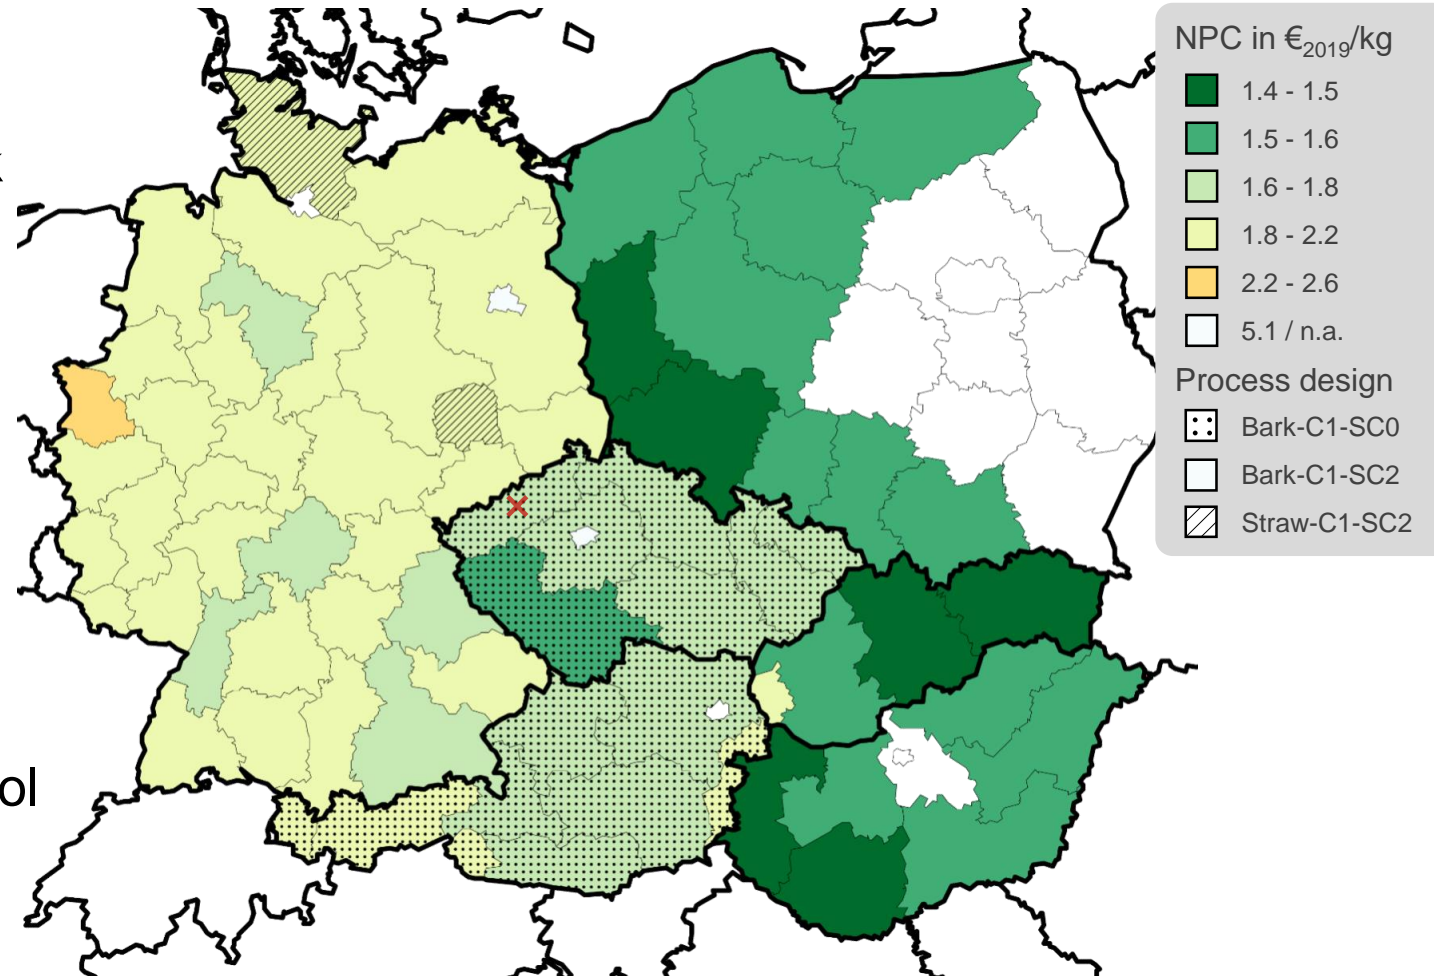 NPC in €2019/kg
1.4 - 1.5
1.5 - 1.6
1.6 - 1.8
1.8 - 2.2
2.2 - 2.6
5.1 / n.a.
Process design
Bark-C1-SC0
Bark-C1-SC2
Straw-C1-SC2
ol